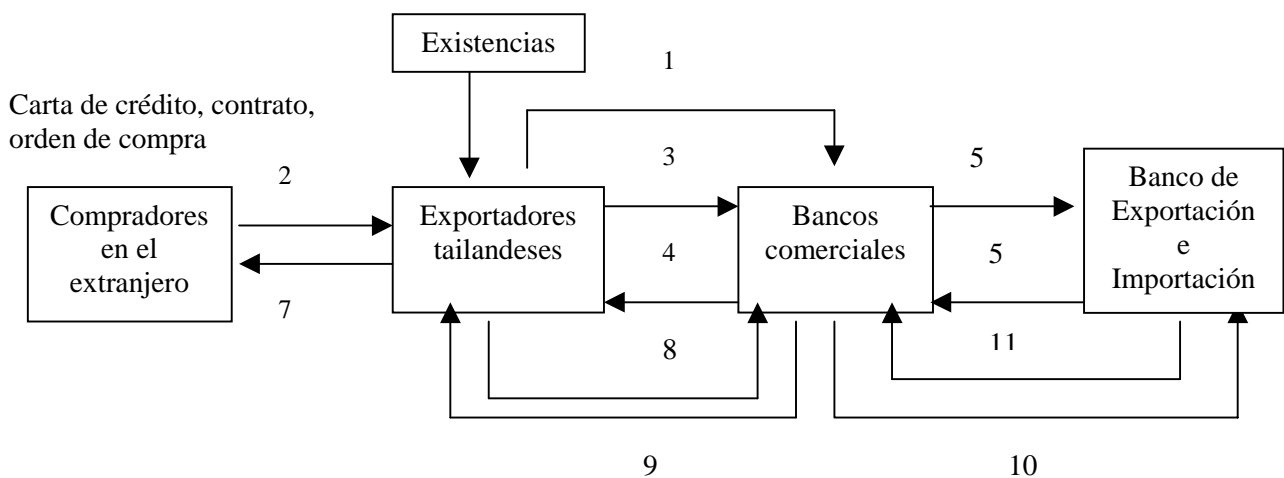 Existencias
1
Carta de crédito, contrato,
orden de compra
2
3
5
Compradores
en el
extranjero
Exportadores
tailandeses
Bancos
comerciales
Banco de
Exportación
e
Importación
4
5
7
8
11
9
10